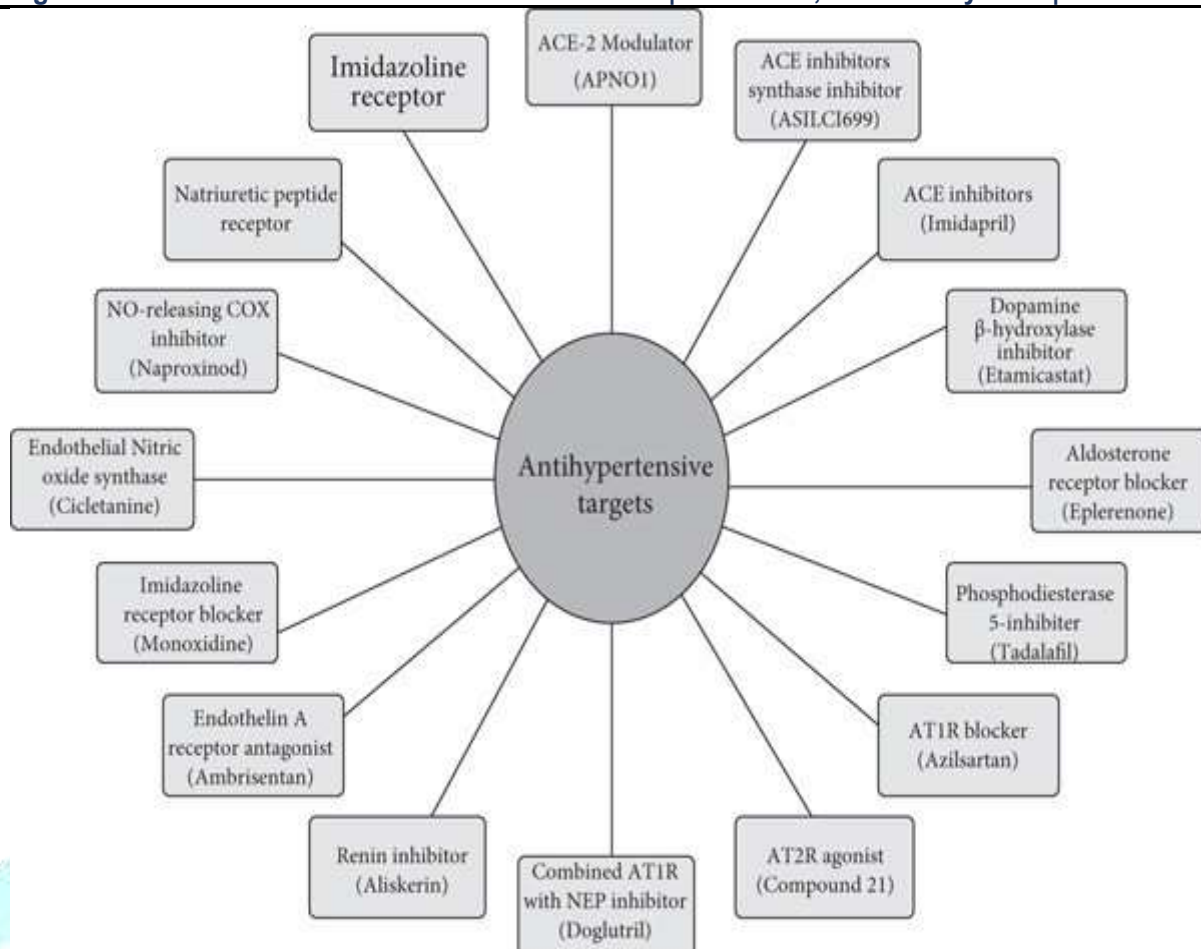 ACE-2 Modulator
(APNO1)
ACE inhibitors
synthase inhibitor
(ASILCI699)
ACE inhibitors
(Imidapril)
Dopamine
β-hydroxylase
inhibitor
(Etamicastat)
Aldosterone
receptor blocker
(Eplerenone)
Phosphodiesterase
5-inhibiter
(Tadalafil)
AT1R blocker
(Azilsartan)
AT2R agonist
(Compound 21)
Combined AT1R
with NEP inhibitor
(Doglutril)
Renin inhibitor
(Aliskerin)
Endothelin A
receptor antagonist
(Ambrisentan)
Imidazoline
receptor blocker
(Monoxidine)
Endothelial Nitric
oxide synthase
(Cicletanine)
NO-releasing COX
inhibitor
(Naproxinod)
Natriuretic peptide
receptor
Imidazoline
receptor
Antihypertensive
targets